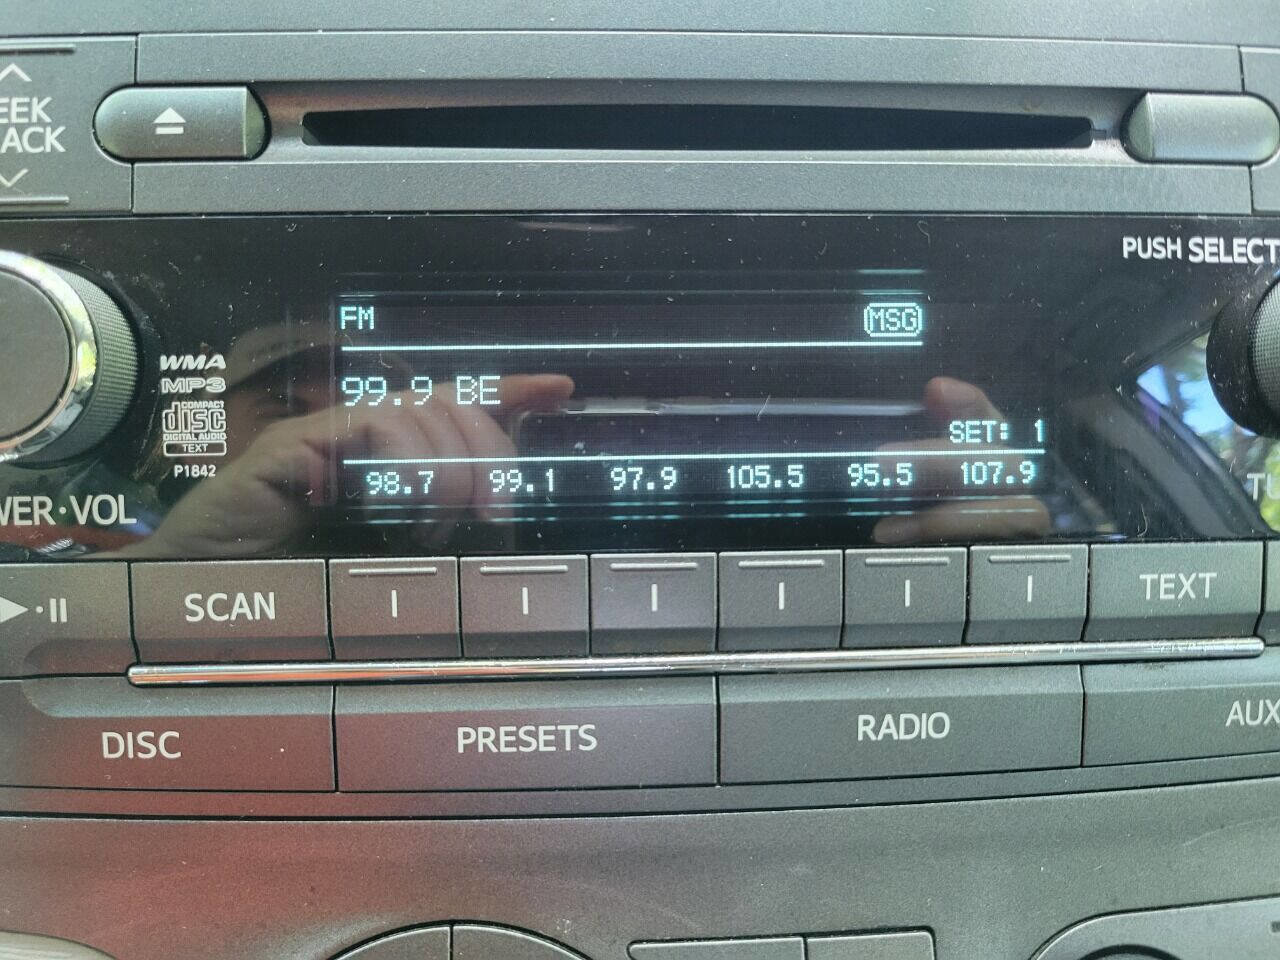 EEK
ACK
PUSH SELECT
FM MSG
99.9 BE
SET: 1
98.7 99.1 97.9 105.5 95.5 107.9
WMA
MP3
COMPACT
disc
DIGITAL AUDIO
TEXT
P1842
WER·VOL
TU
SCAN
TEXT
DISC
PRESETS
RADIO
AUX